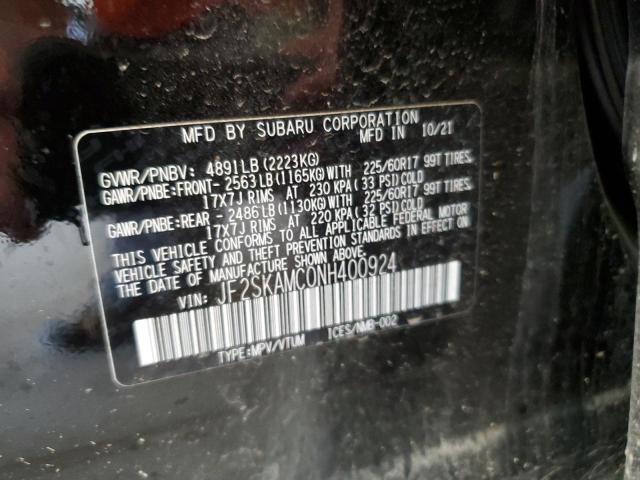 MFD BY SUBARU CORPORATION
MFD IN 10/21
GVWR/PNBV: 4891LB (2223KG)
GAWR/PNBE:FRONT- 2563LB (1165KG)WITH 225/60R17 99T TIRES,
17X7J RIMS AT 230 KPA (33 PSI)COLD
GAWR/PNBE:REAR - 2486LB (1130KG)WITH 225/60R17 99T TIRES,
17X7J RIMS AT 220 KPA (32 PSI)COLD
THIS VEHICLE CONFORMS TO ALL APPLICABLE FEDERAL MOTOR
VEHICLE SAFETY AND THEFT PREVENTION STANDARDS IN EFFECT ON
THE DATE OF MANUFACTURE SHOWN ABOVE.
VIN: JF2SKAMC0NH400924
TYPE:MPV/VTUM ICES/NMB-002